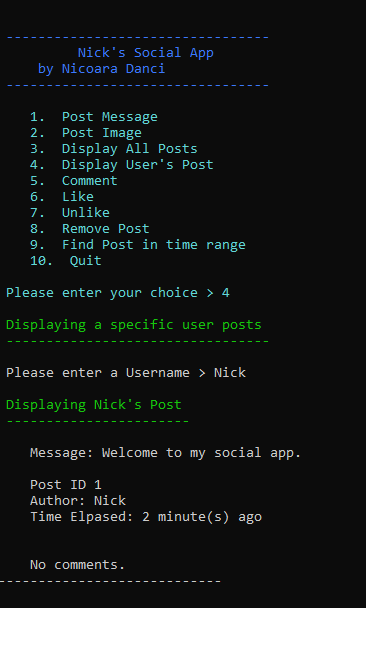 ---------------------------------
Nick's Social App
by Nicoara Danci
---------------------------------
1. Post Message
2. Post Image
3. Display All Posts
4. Display User's Post
5. Comment
6. Like
7. Unlike
8. Remove Post
9. Find Post in time range
10. Quit
Please enter your choice > 4
Displaying a specific user posts
---------------------------------
Please enter a Username > Nick
Displaying Nick's Post
-----------------------
Message: Welcome to my social app.
Post ID 1
Author: Nick
Time Elpased: 2 minute(s) ago
No comments.
----------------------------